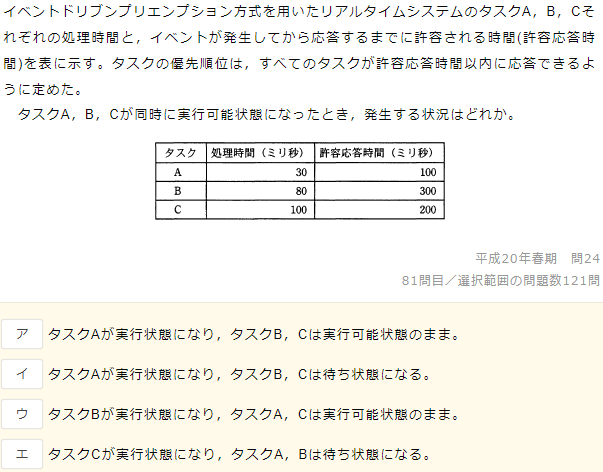 イベントドリブンプリエンプション方式を用いたリアルタイムシステムのタスクA，B，Cそ
れぞれの処理時間と，イベントが発生してから応答するまでに許容される時間(許容応答時
間)を表に示す。タスクの優先順位は，すべてのタスクが許容応答時間以内に応答できるよ
うに定めた。
タスクA，B，Cが同時に実行可能状態になったとき，発生する状況はどれか。
タスク 処理時間（ミリ秒） 許容応答時間（ミリ秒）
A 30 100
B 80 300
C 100 200
平成20年春期 問24
81問目／選択範囲の問題数121問
ア タスクAが実行状態になり，タスクB，Cは実行可能状態のまま。
イ タスクAが実行状態になり，タスクB，Cは待ち状態になる。
ウ タスクBが実行状態になり，タスクA，Cは実行可能状態のまま。
エ タスクCが実行状態になり，タスクA，Bは待ち状態になる。